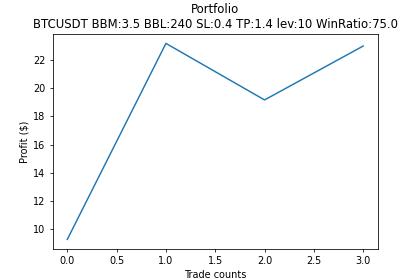 Portfolio
BTCUSDT BBM:3.5 BBL:240 SL:0.4 TP:1.4 lev:10 WinRatio:75.0
Profit ($)
22
20
18
16
14
12
10
0.0 0.5 1.0 1.5 2.0 2.5 3.0
Trade counts